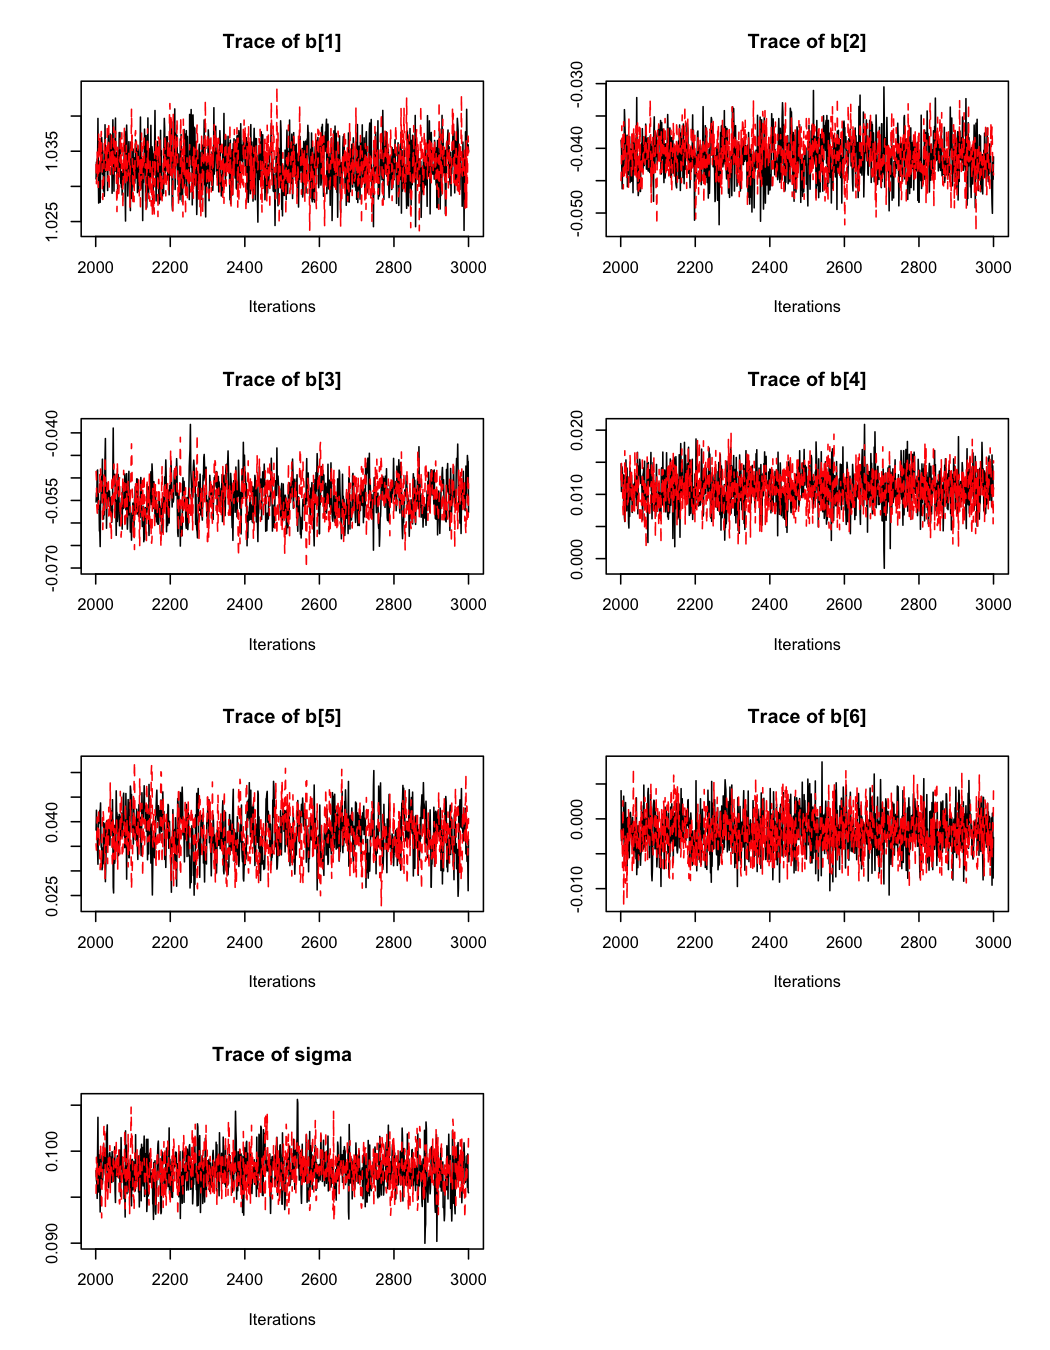 Trace of b[1]
1.025 1.035
2000 2200 2400 2600 2800 3000
Iterations
Trace of b[2]
-0.050 -0.040 -0.030
2000 2200 2400 2600 2800 3000
Iterations
Trace of b[3]
-0.070 -0.055 -0.040
2000 2200 2400 2600 2800 3000
Iterations
Trace of b[4]
0.000 0.010 0.020
2000 2200 2400 2600 2800 3000
Iterations
Trace of b[5]
0.025 0.040
2000 2200 2400 2600 2800 3000
Iterations
Trace of b[6]
-0.010 0.000
2000 2200 2400 2600 2800 3000
Iterations
Trace of sigma
0.090 0.100
2000 2200 2400 2600 2800 3000
Iterations